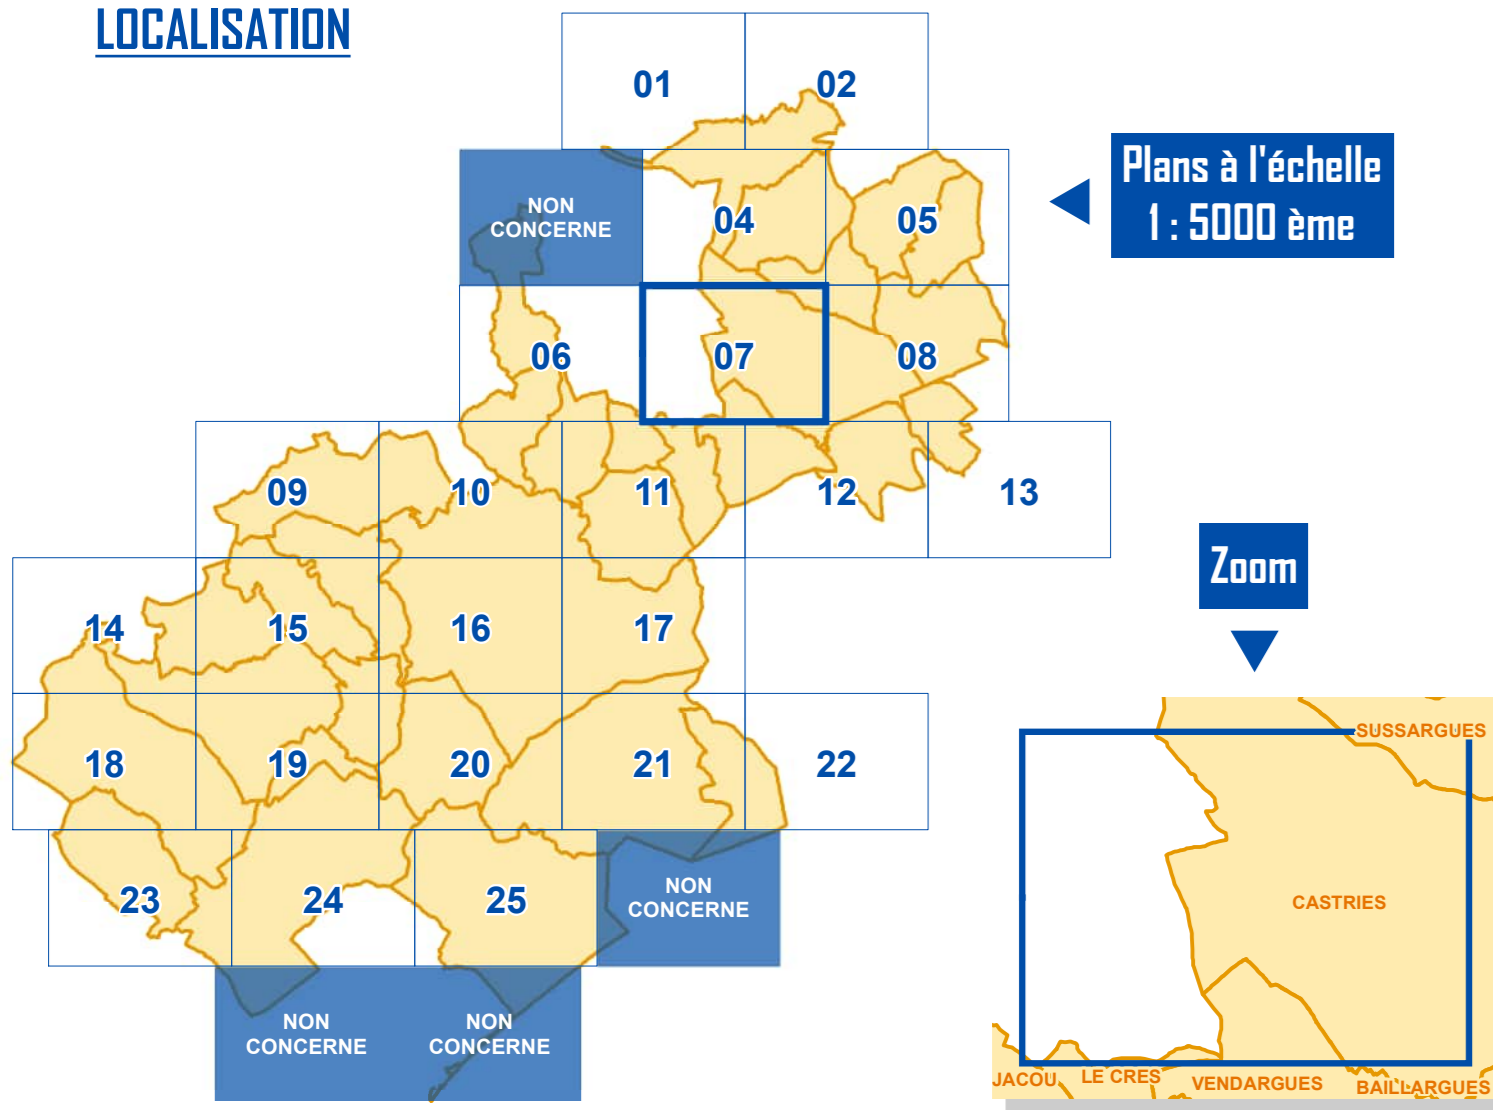 LOCALISATION
01
02
NON
CONCERNE
04
05
Plans à l'échelle
1 : 5000 ème
06
07
08
09
10
11
12
13
14
15
16
17
Zoom
18
19
20
21
22
23
24
25
NON
CONCERNE
NON
CONCERNE
NON
CONCERNE
SUSSARGUES
CASTRIES
JACOU
LE CRES
VENDARGUES
BAILLARGUES